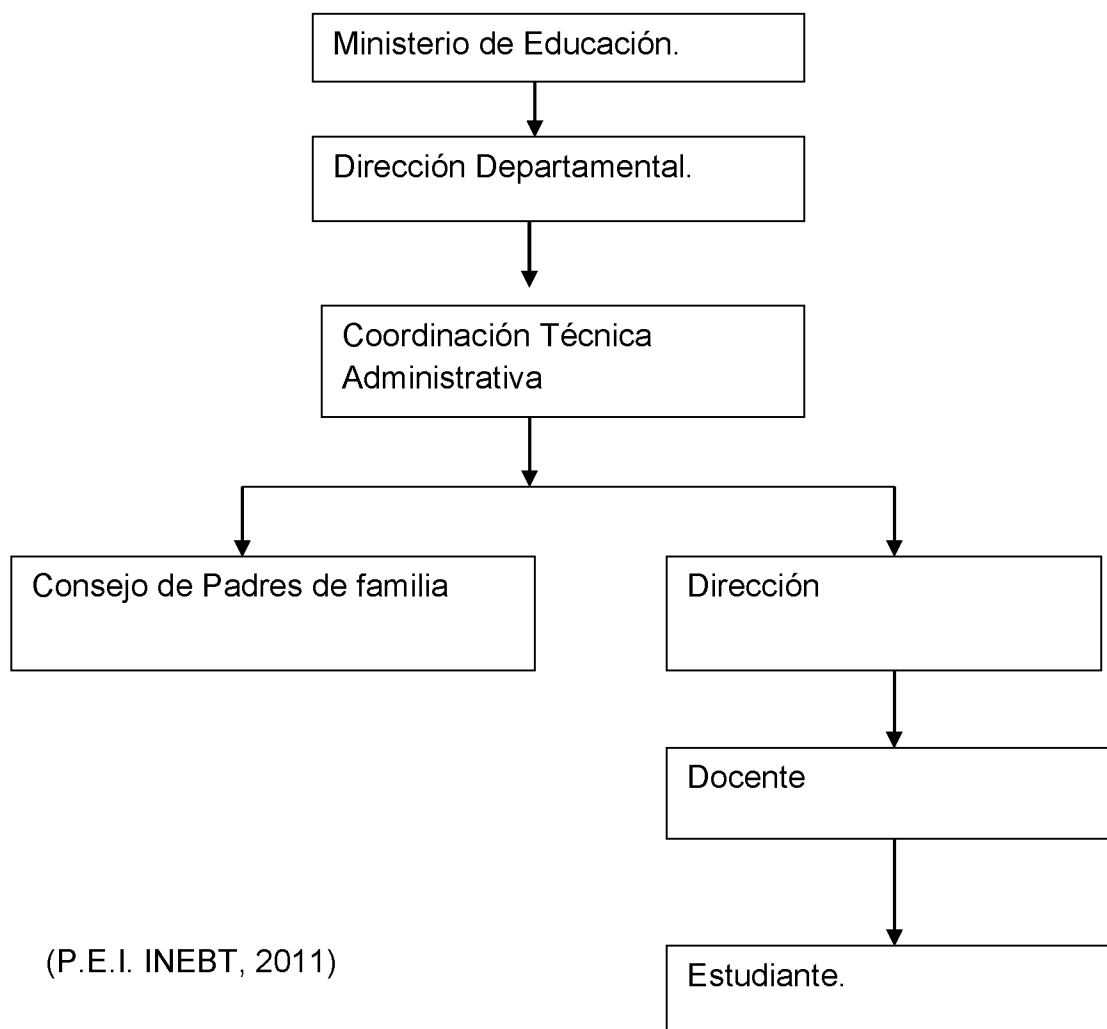 Ministerio de Educación.
Dirección Departamental.
Coordinación Técnica
Administrativa
Consejo de Padres de familia
Dirección
Docente
(P.E.I. INEBT, 2011)
Estudiante.